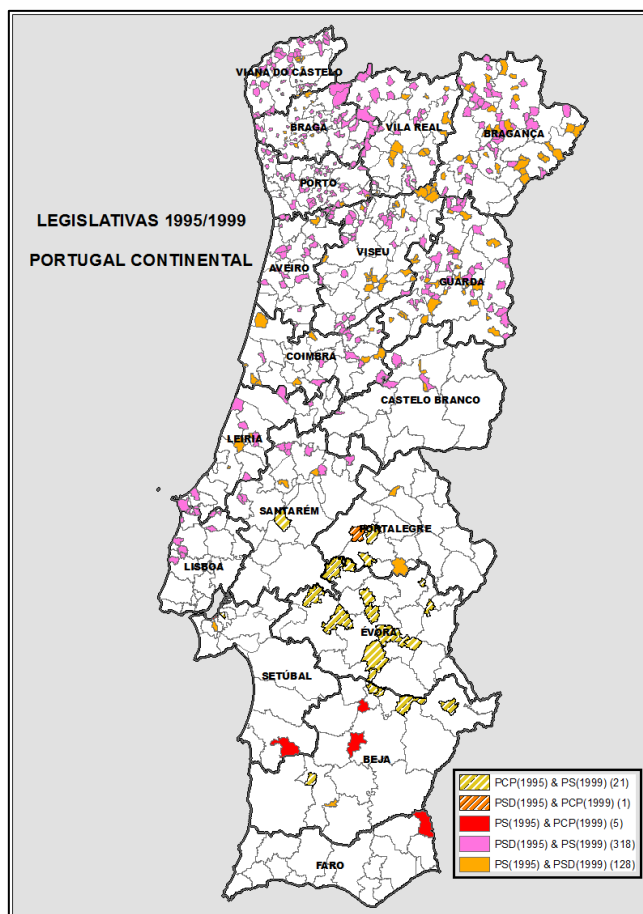 VIANA DO CASTELO
BRAGA
VILA REAL
BRAGANÇA
PORTO
LEGISLATIVAS 1995/1999
PORTUGAL CONTINENTAL
VISEU
AVEIRO
GUARDA
COIMBRA
CASTELO BRANCO
LEIRIA
SANTARÉM
PORTALEGRE
LISBOA
ÉVORA
SETÚBAL
BEJA
FARO
PCP(1995) & PS(1999) (21)
PSD(1995) & PCP(1999) (1)
PS(1995) & PCP(1999) (5)
PSD(1995) & PS(1999) (318)
PS(1995) & PSD(1999) (128)